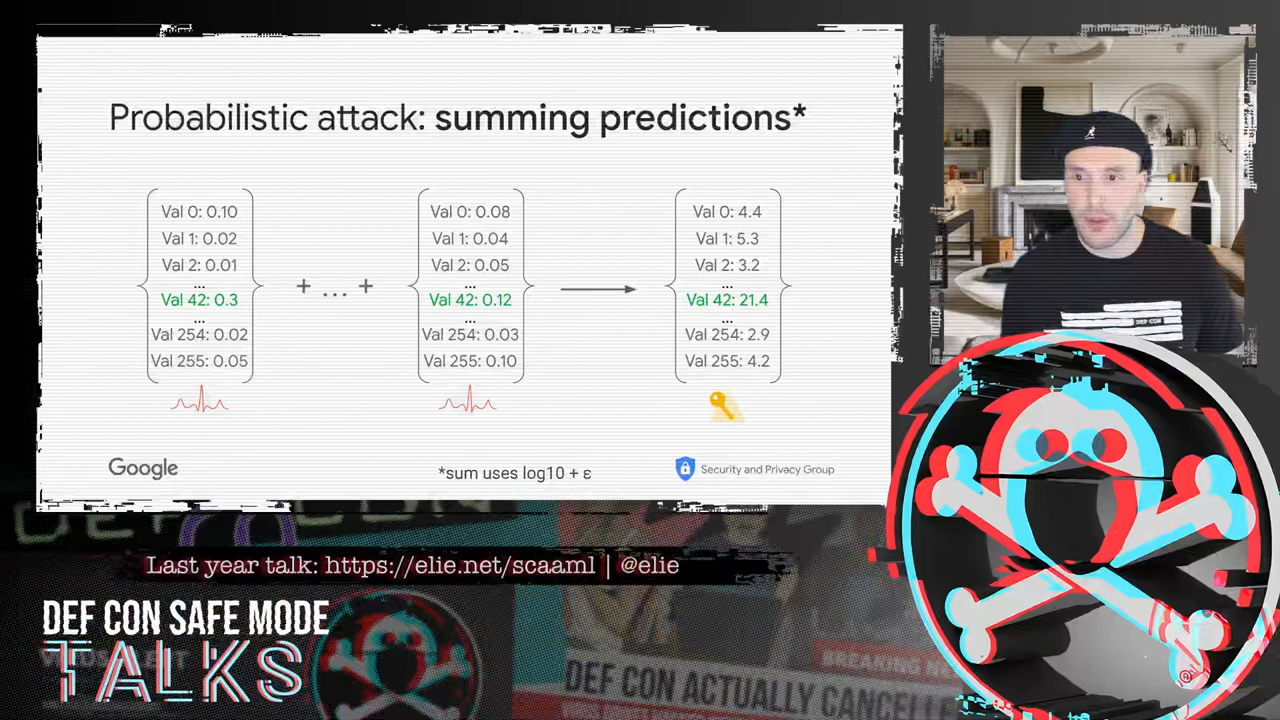 Probabilistic attack: summing predictions*
Val 0: 0.10
Val 1: 0.02
Val 2: 0.01
...
Val 42: 0.3
...
Val 254: 0.02
Val 255: 0.05
+ ... +
Val 0: 0.08
Val 1: 0.04
Val 2: 0.05
...
Val 42: 0.12
...
Val 254: 0.03
Val 255: 0.10
Val 0: 4.4
Val 1: 5.3
Val 2: 3.2
...
Val 42: 21.4
...
Val 254: 2.9
Val 255: 4.2
Google
*sum uses log10 + ε
Security and Privacy Group
DEF CON
Last year talk: https://elie.net/scaaml | @elie
DEF CON SAFE MODE
TALKS
DEF CON
BREAKING
DEF CON ACTUALLY
®